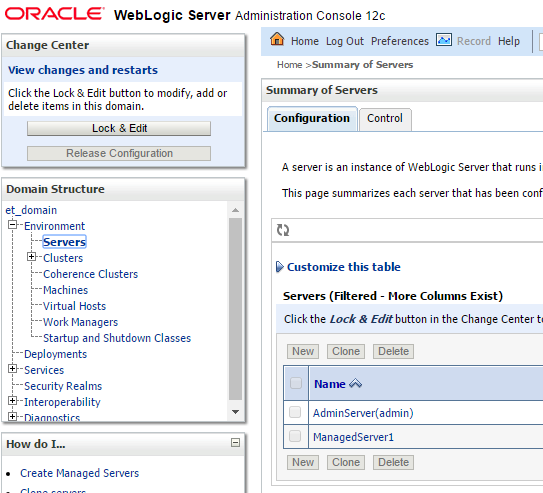 ORACLE® WebLogic Server Administration Console 12c
Change Center
View changes and restarts
Click the Lock & Edit button to modify, add or
delete items in this domain.
Lock & Edit
Release Configuration
Domain Structure
et_domain
Environment
Servers
Clusters
Coherence Clusters
Machines
Virtual Hosts
Work Managers
Startup and Shutdown Classes
Deployments
Services
Security Realms
Interoperability
Diagnostics
How do I...
Create Managed Servers
Clone servers
Home Log Out Preferences Record Help
Home >Summary of Servers
Summary of Servers
Configuration Control
A server is an instance of WebLogic Server that runs i
This page summarizes each server that has been conf
Customize this table
Servers (Filtered - More Columns Exist)
Click the Lock & Edit button in the Change Center t
New Clone Delete
Name
AdminServer(admin)
ManagedServer1
New Clone Delete